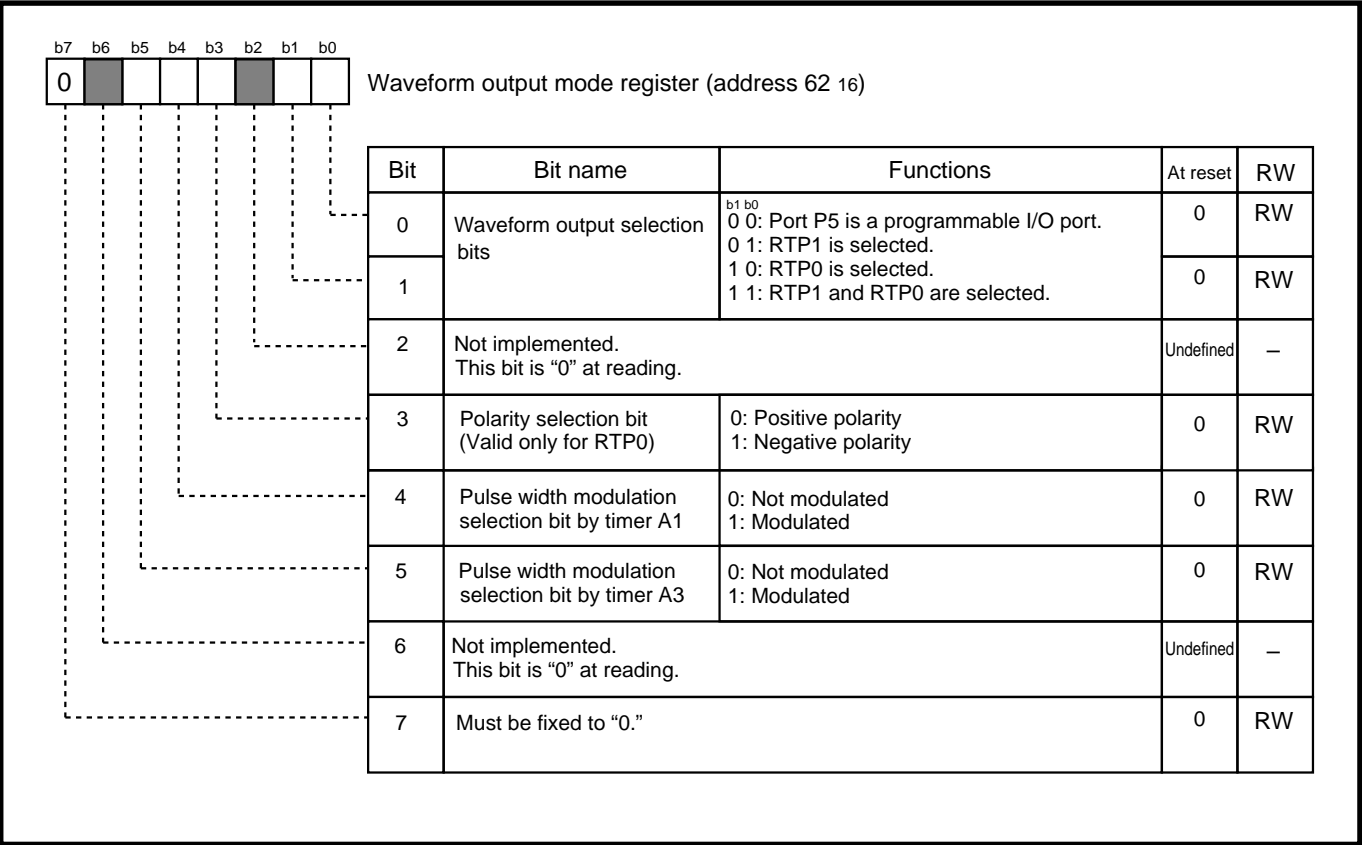 b7 b6 b5 b4 b3 b2 b1 b0
0
Waveform output mode register (address 62 16)
Bit Bit name Functions At reset RW
0 Waveform output selection bits
b1 b0
0 0: Port P5 is a programmable I/O port.
0 1: RTP1 is selected.
1 0: RTP0 is selected.
1 1: RTP1 and RTP0 are selected.
0 RW
1 0 RW
2 Not implemented.
This bit is “0” at reading.
Undefined –
3 Polarity selection bit
(Valid only for RTP0)
0: Positive polarity
1: Negative polarity
0 RW
4 Pulse width modulation
selection bit by timer A1
0: Not modulated
1: Modulated
0 RW
5 Pulse width modulation
selection bit by timer A3
0: Not modulated
1: Modulated
0 RW
6 Not implemented.
This bit is “0” at reading.
Undefined –
7 Must be fixed to “0.” 0 RW